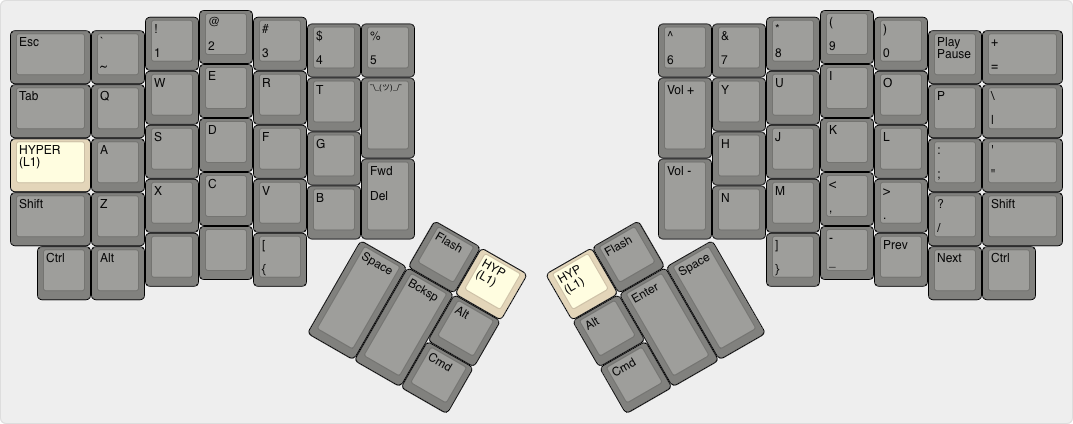 Esc
`
~
!
1
@
2
#
3
$
4
%
5
^
6
&
7
*
8
(
9
)
0
Play
Pause
+
=
Tab
Q
W
E
R
T
¯\_(ツ)_/¯
Vol +
Y
U
I
O
P
\
|
HYPER
(L1)
A
S
D
F
G
H
J
K
L
:
;
'
"
Shift
Z
X
C
V
B
Fwd
Del
Vol -
N
M
<
,
>
.
?
/
Shift
Ctrl
Alt
[
{
]
}
-
_
Prev
Next
Ctrl
Flash
HYP
(L1)
Space
Bcksp
Alt
Cmd
Flash
HYP
(L1)
Space
Enter
Alt
Cmd